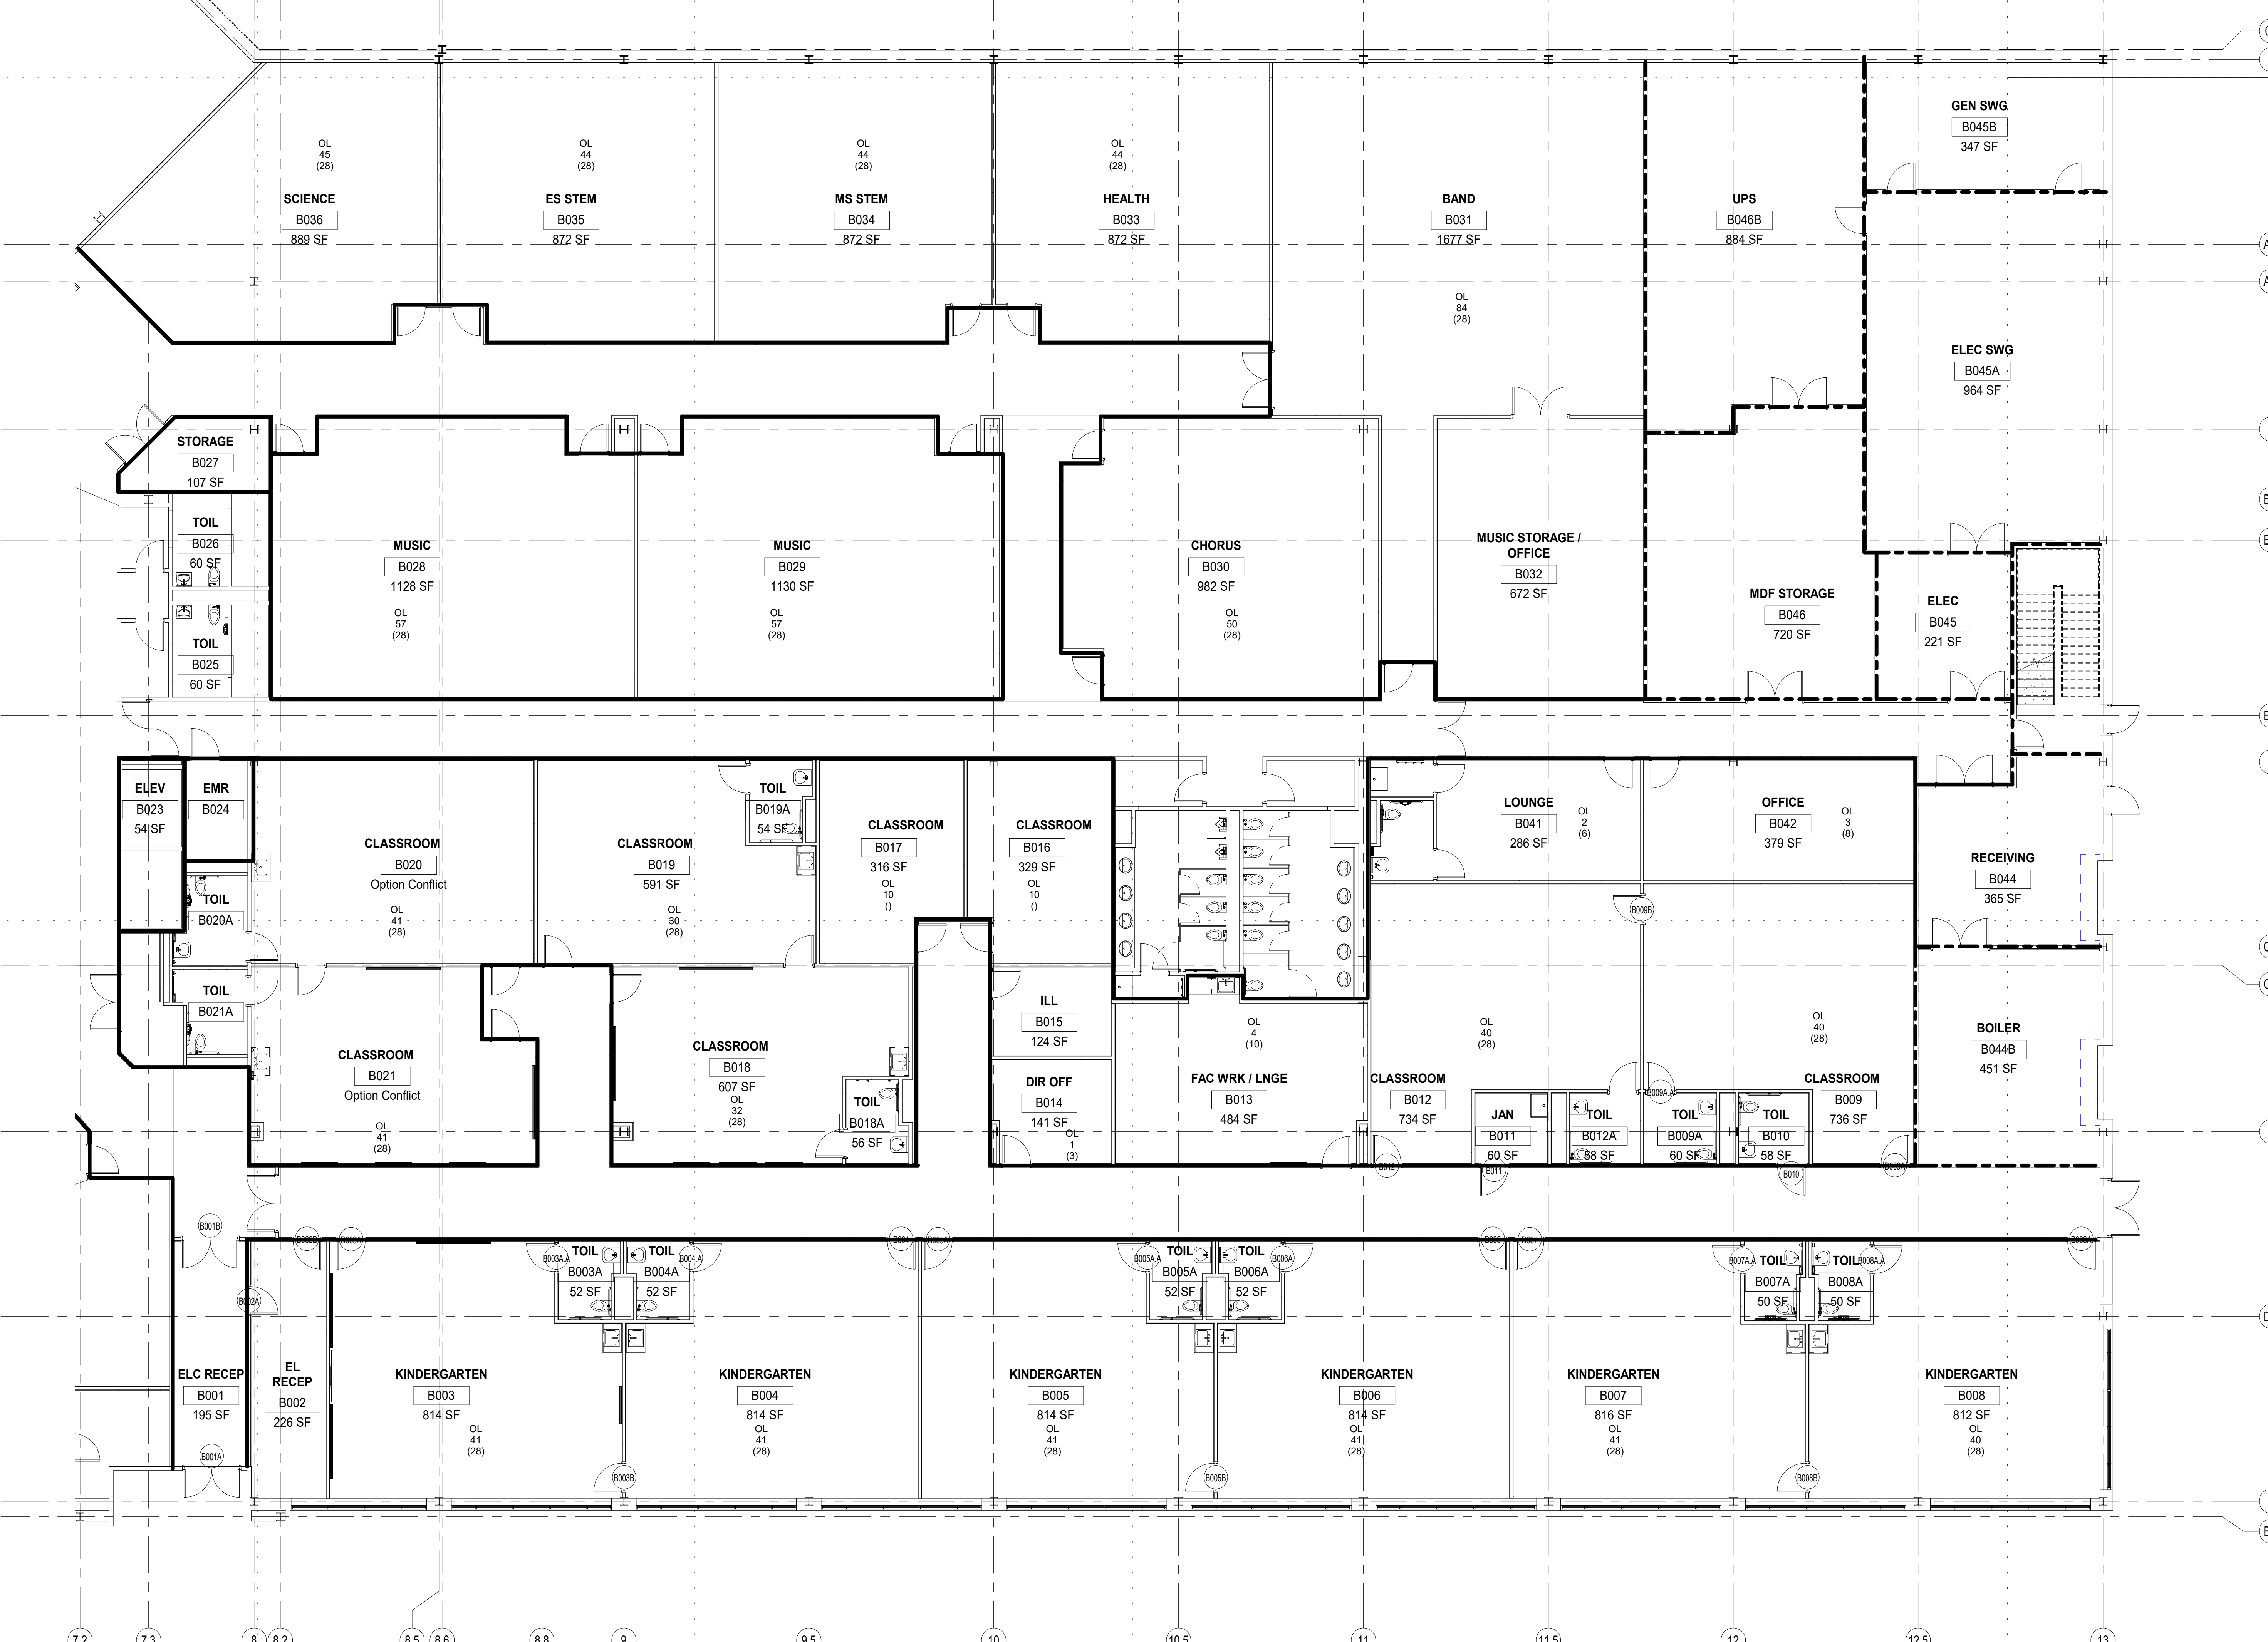 GEN SWG
B045B
347 SF
OL
45
(28)
SCIENCE
B036
889 SF
OL
44
(28)
ES STEM
B035
872 SF
OL
44
(28)
MS STEM
B034
872 SF
OL
44
(28)
HEALTH
B033
872 SF
BAND
B031
1677 SF
OL
84
(28)
UPS
B046B
884 SF
ELEC SWG
B045A
964 SF
STORAGE
B027
107 SF
TOIL
B026
60 SF
TOIL
B025
60 SF
MUSIC
B028
1128 SF
OL
57
(28)
MUSIC
B029
1130 SF
OL
57
(28)
CHORUS
B030
982 SF
OL
50
(28)
MUSIC STORAGE /
OFFICE
B032
672 SF
MDF STORAGE
B046
720 SF
ELEC
B045
221 SF
ELEV
B023
54 SF
EMR
B024
CLASSROOM
B020
Option Conflict
OL
41
(28)
CLASSROOM
B019
591 SF
OL
30
(28)
TOIL
B019A
54 SF
CLASSROOM
B017
316 SF
OL
10
()
CLASSROOM
B016
329 SF
OL
10
()
LOUNGE
B041
286 SF
OL
2
(6)
OFFICE
B042
379 SF
OL
3
(8)
RECEIVING
B044
365 SF
TOIL
B020A
TOIL
B021A
B009B
CLASSROOM
B021
Option Conflict
OL
41
(28)
CLASSROOM
B018
607 SF
OL
32
(28)
TOIL
B018A
56 SF
ILL
B015
124 SF
DIR OFF
B014
141 SF
OL
1
(3)
OL
4
(10)
FAC WRK / LNGE
B013
484 SF
OL
40
(28)
CLASSROOM
B012
734 SF
JAN
B011
60 SF
TOIL
B012A
58 SF
B009A.A
TOIL
B009A
60 SF
TOIL
B010
58 SF
OL
40
(28)
CLASSROOM
B009
736 SF
BOILER
B044B
451 SF
B012
B011
B010
B001B
B002A
B001A
ELC RECEP
B001
195 SF
EL
RECEP
B002
226 SF
KINDERGARTEN
B003
814 SF
OL
41
(28)
B003A.A
TOIL
B003A
52 SF
TOIL
B004A
52 SF
B004.A
B003B
KINDERGARTEN
B004
814 SF
OL
41
(28)
KINDERGARTEN
B005
814 SF
OL
41
(28)
B005A.A
TOIL
B005A
52 SF
TOIL
B006A
52 SF
B006A
B005B
KINDERGARTEN
B006
814 SF
OL
41
(28)
KINDERGARTEN
B007
816 SF
OL
41
(28)
B007A.A
TOIL
B007A
50 SF
TOIL
B008A
50 SF
B008A.A
B008B
KINDERGARTEN
B008
812 SF
OL
40
(28)
7.2
7.3
8
8.2
8.5
8.6
8.8
9
9.5
10
10.5
11
11.5
12
12.5
13